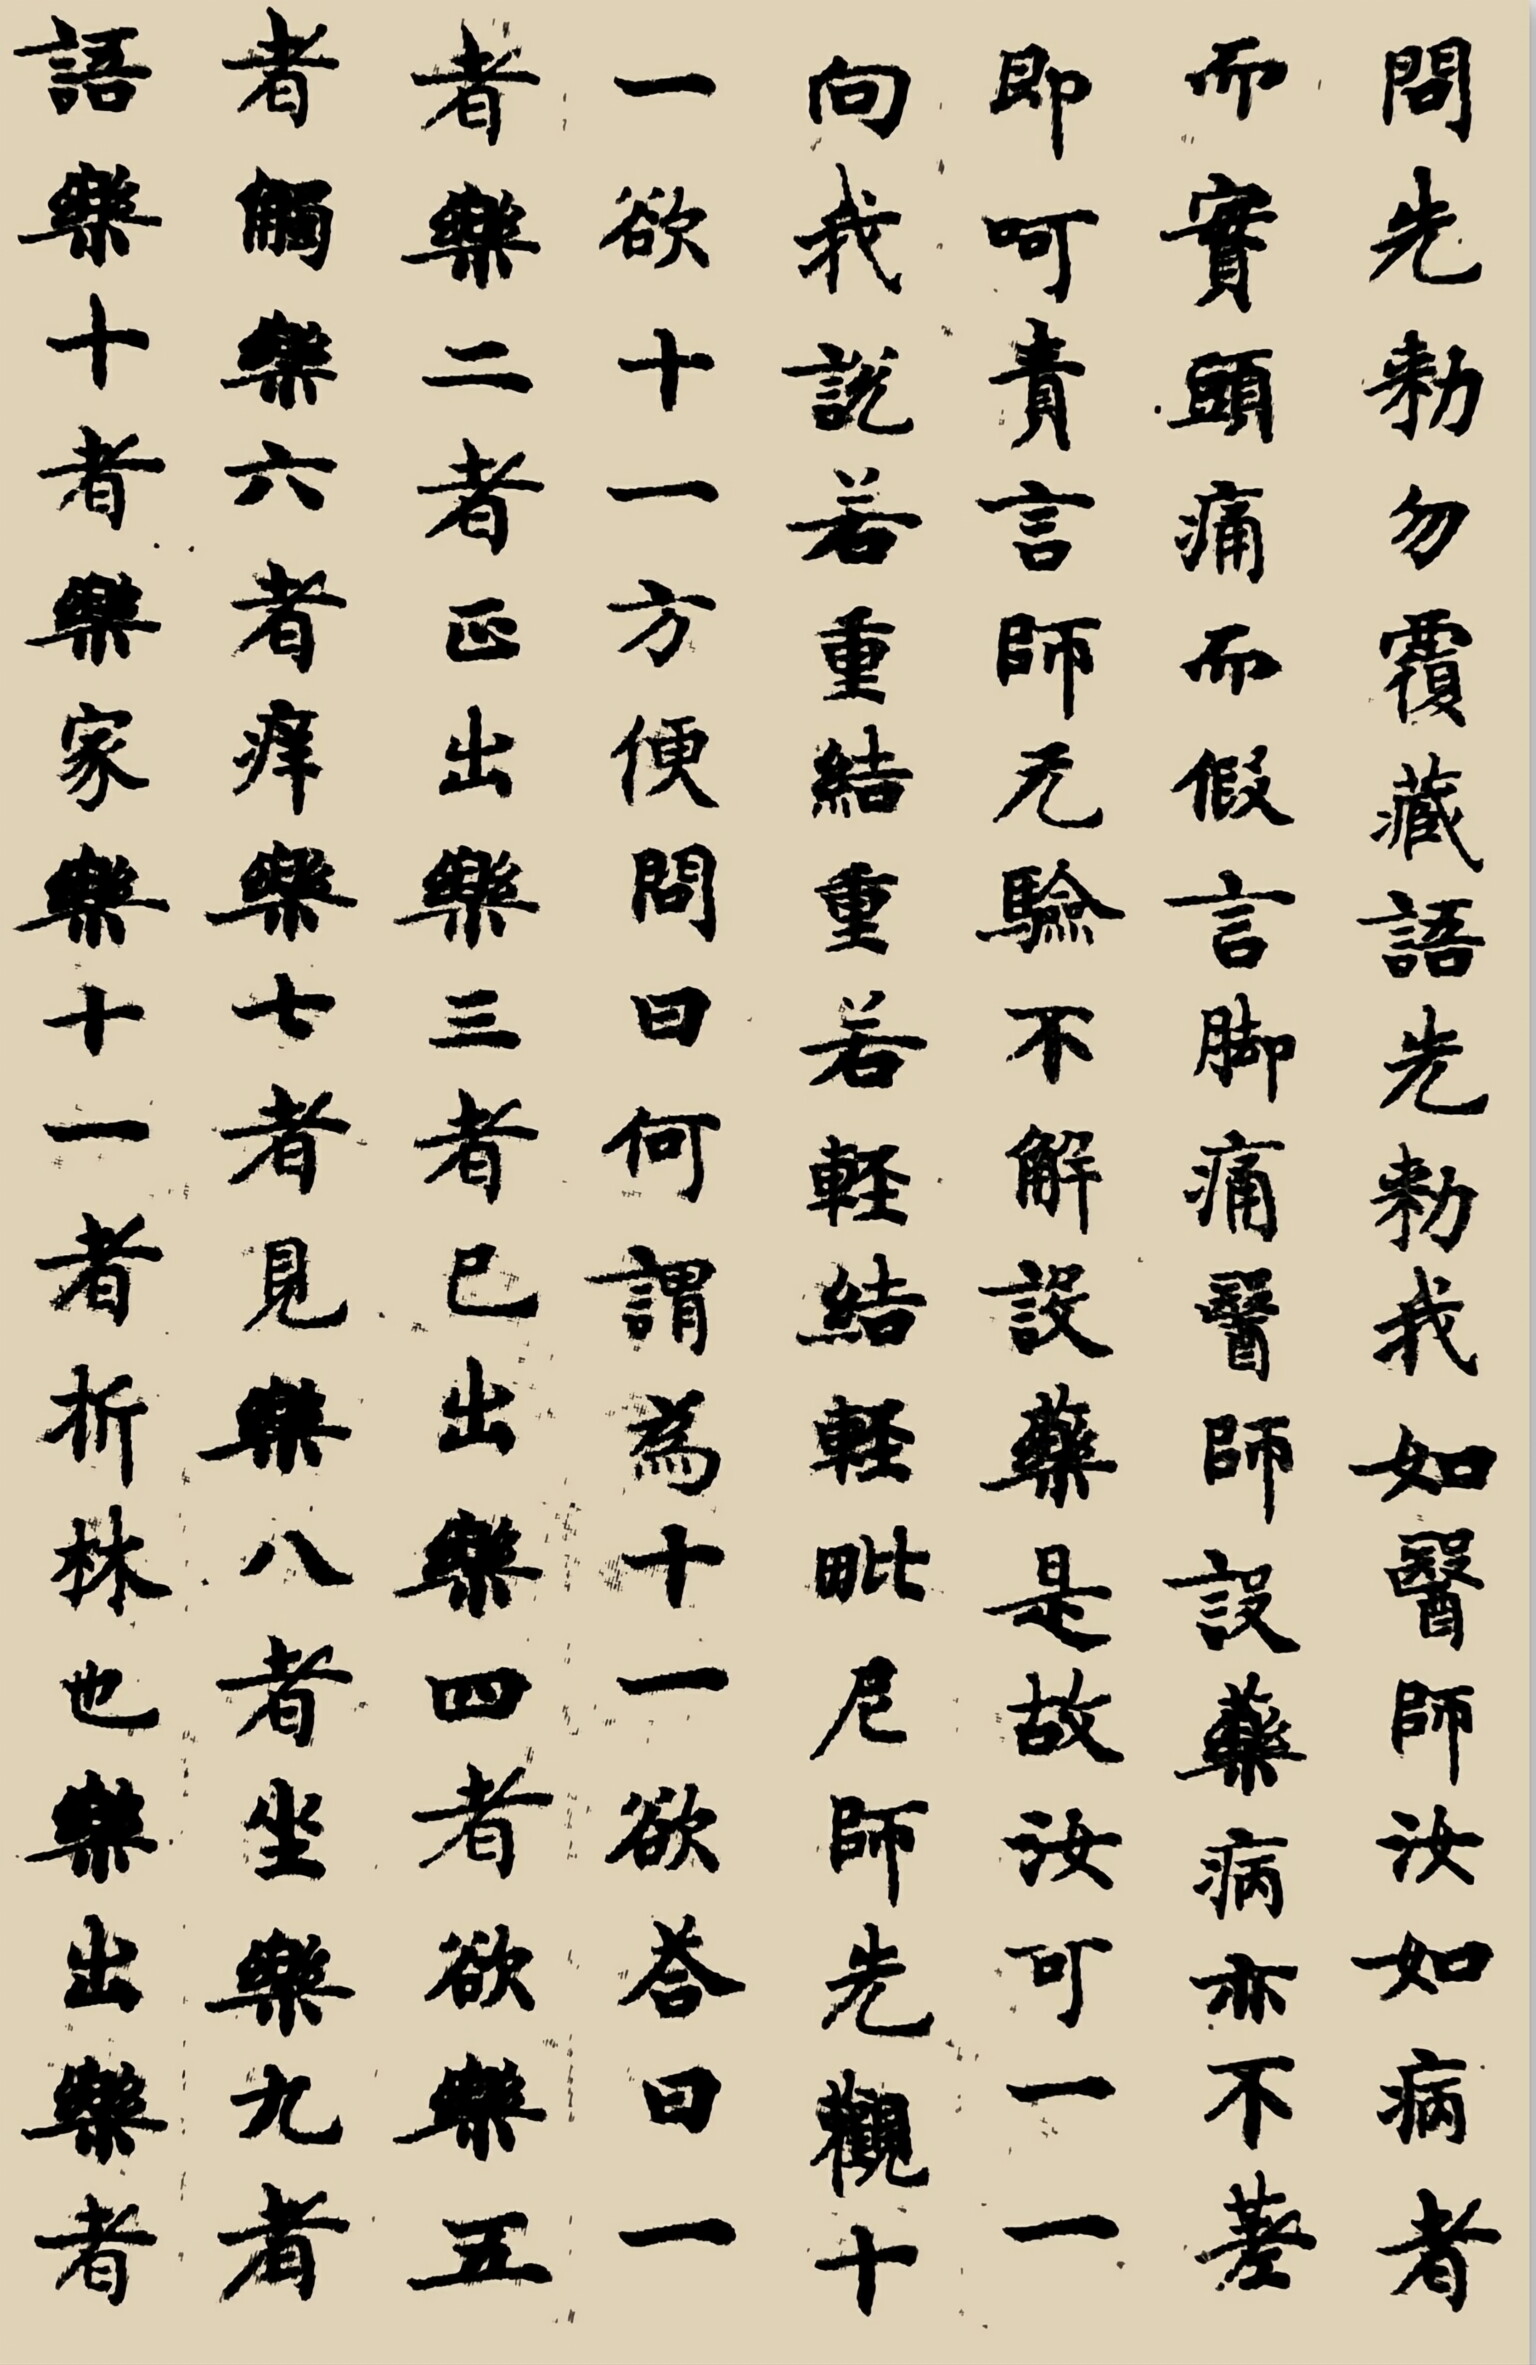 問先勅勿覆藏語先勅我如醫師汝如病者
而實頭痛而假言脚痛醫師設藥病亦不差
即呵責言師无驗不解設藥是故汝可一一
向我說若重結重若輕結輕毗尼師先觀十
一欲十一方便問曰何謂為十一欲荅曰一
者樂二者正出樂三者已出樂四者欲樂五
者觸樂六者痒樂七者見樂八者坐樂九者
語樂十者樂家樂十一者折林也樂出樂者